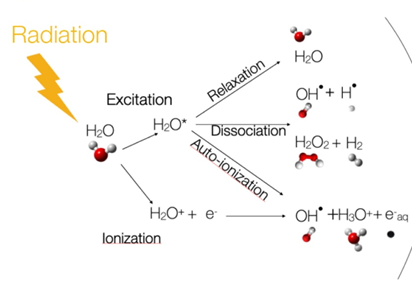 Radiation
Excitation
Relaxation
H₂O
H₂O
H₂O*
OH• + H•
Dissociation
H₂O₂ + H₂
Auto-ionization
H₂O+ + e-
OH• +H₃O++ e-aq
Ionization